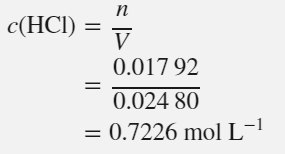 c(HCl) = n/V
= 0.017 92/0.024 80
= 0.7226 mol L⁻¹